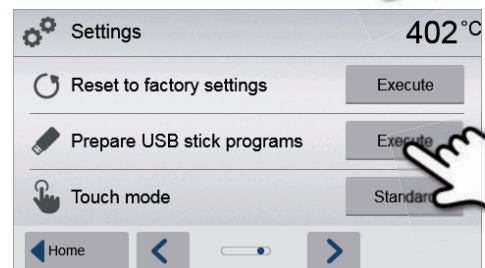 Settings 402°C
Reset to factory settings Execute
Prepare USB stick programs Execute
Touch mode Standard
Home